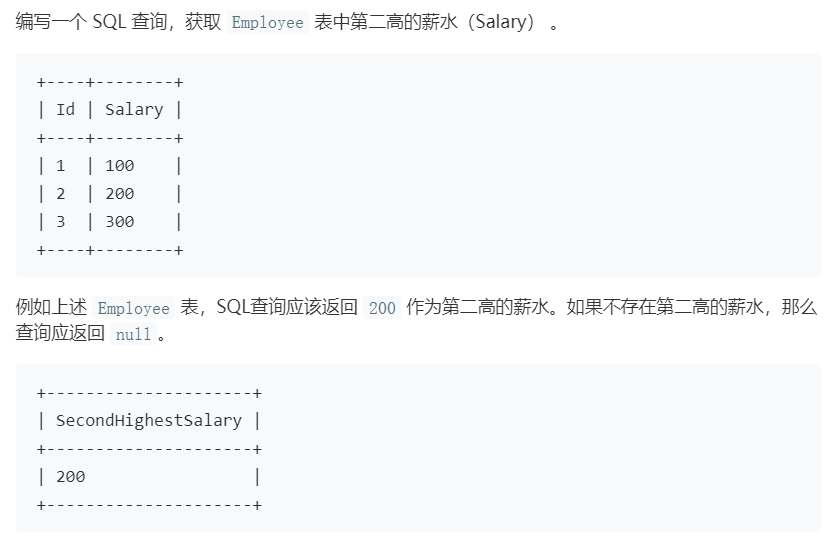 编写一个 SQL 查询，获取 Employee 表中第二高的薪水（Salary） 。
+----+--------+
| Id | Salary |
+----+--------+
| 1  | 100    |
| 2  | 200    |
| 3  | 300    |
+----+--------+
例如上述 Employee 表，SQL查询应该返回 200 作为第二高的薪水。如果不存在第二高的薪水，那么
查询应返回 null。
+---------------------+
| SecondHighestSalary |
+---------------------+
| 200                 |
+---------------------+